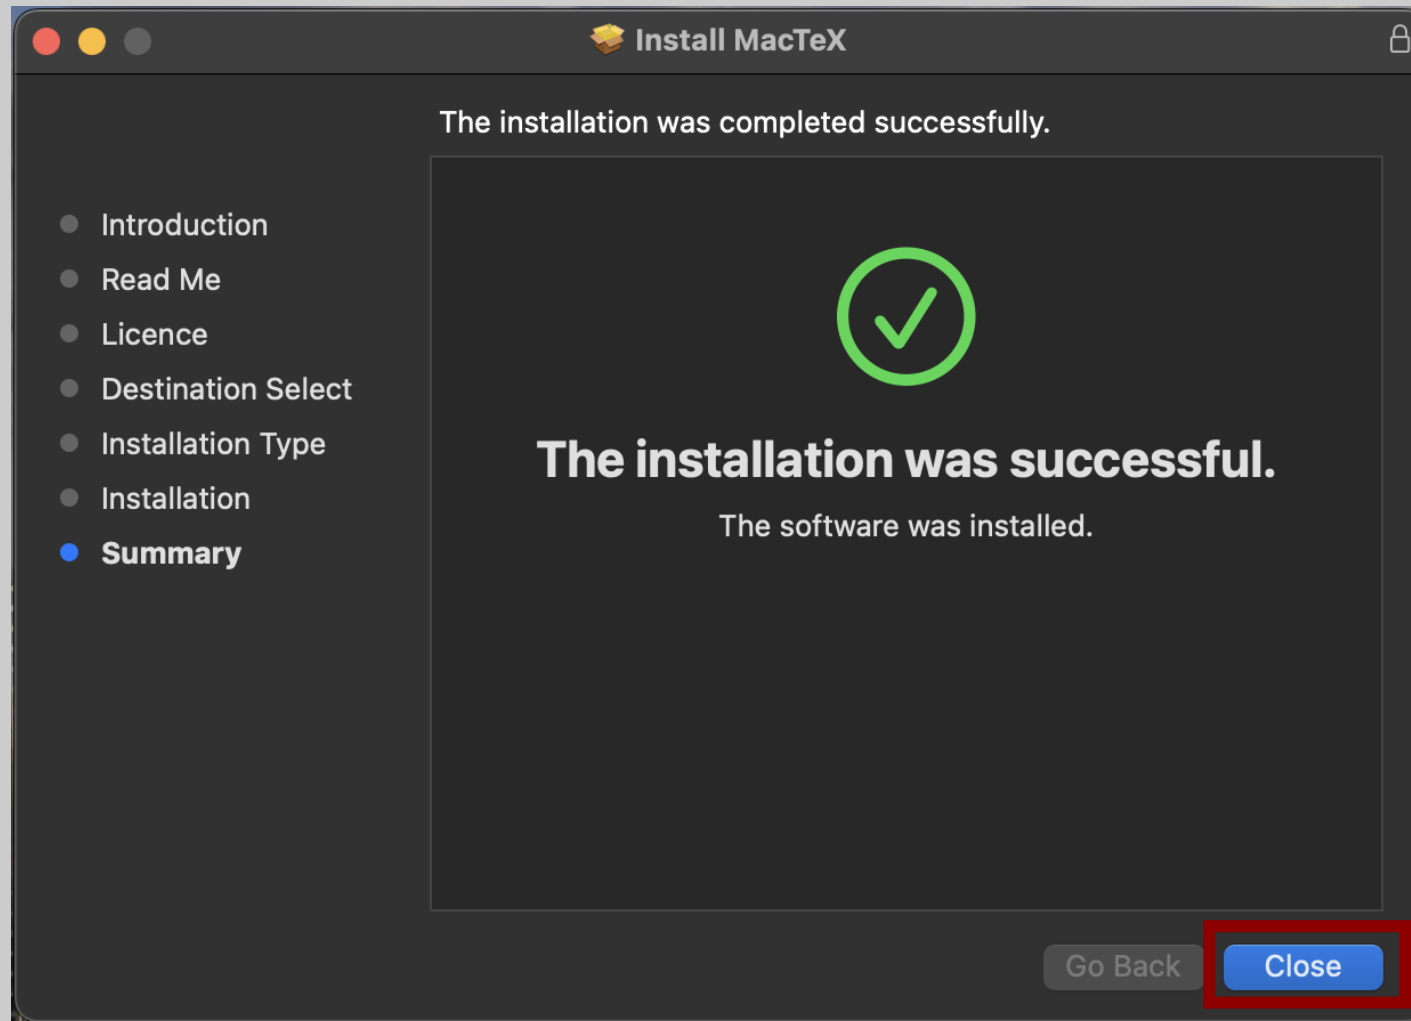 Install MacTeX
The installation was completed successfully.
Introduction
Read Me
Licence
Destination Select
Installation Type
Installation
Summary
The installation was successful.
The software was installed.
Go Back
Close